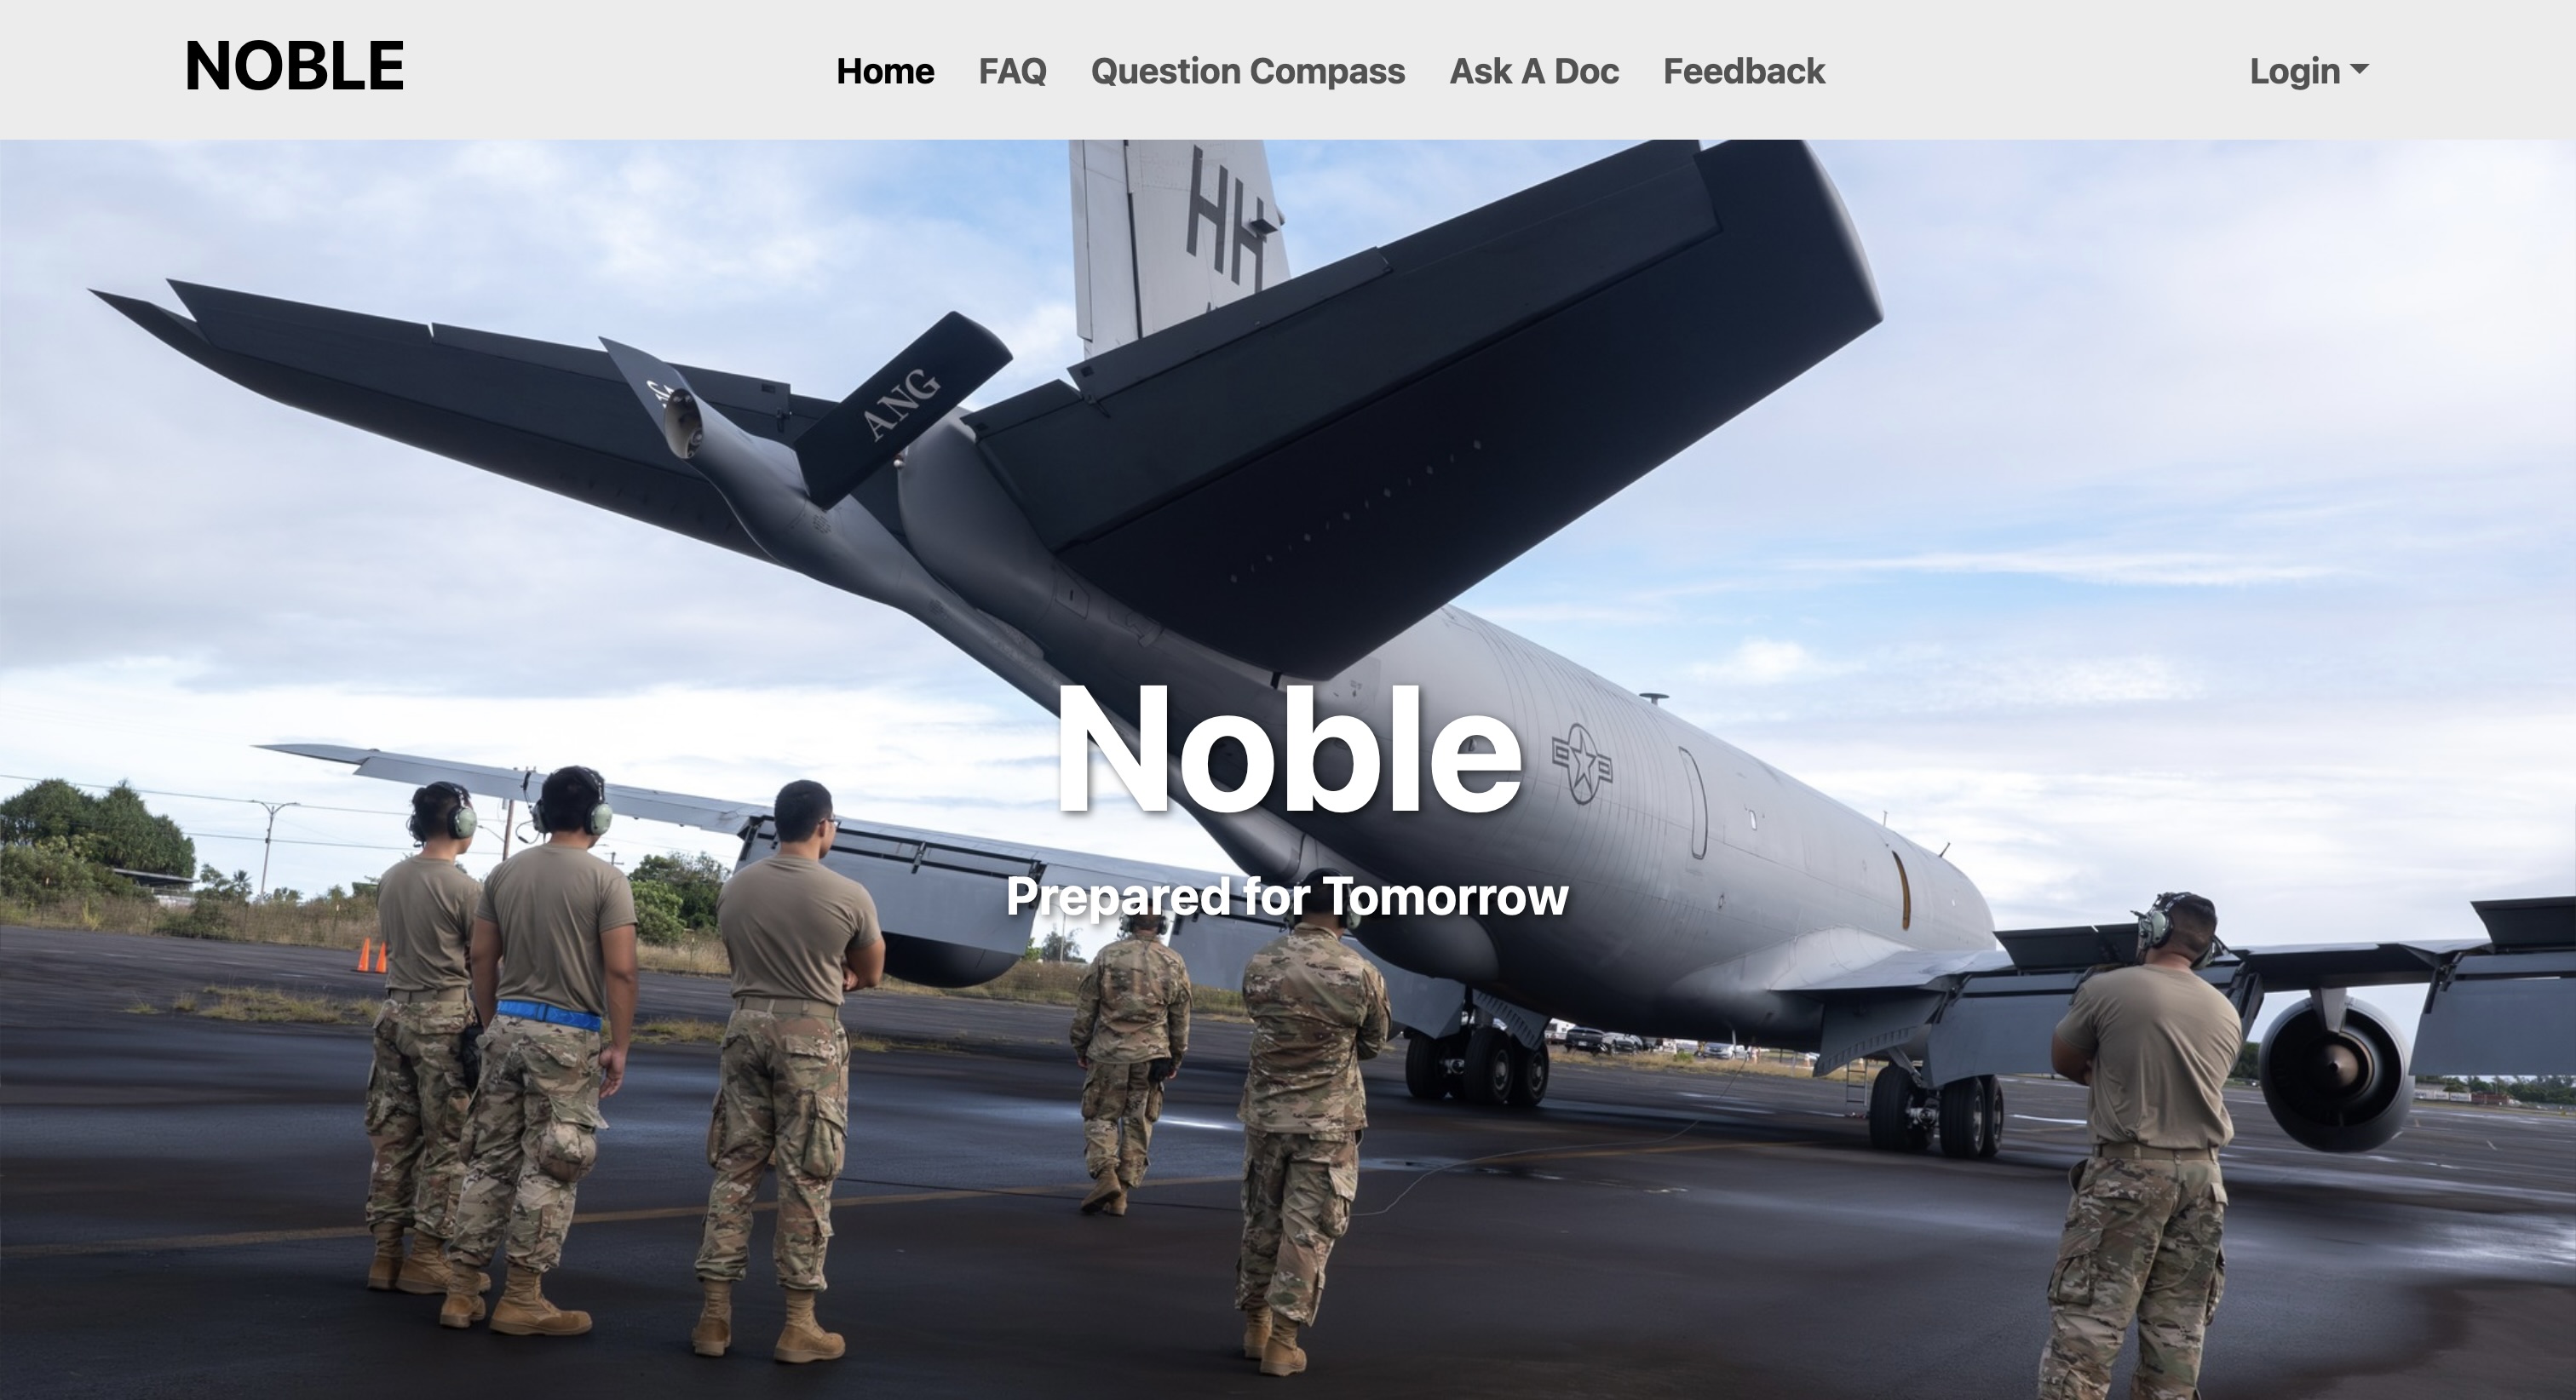 NOBLE
Home FAQ Question Compass Ask A Doc Feedback
Login
HH
ANG
Noble
Prepared for Tomorrow